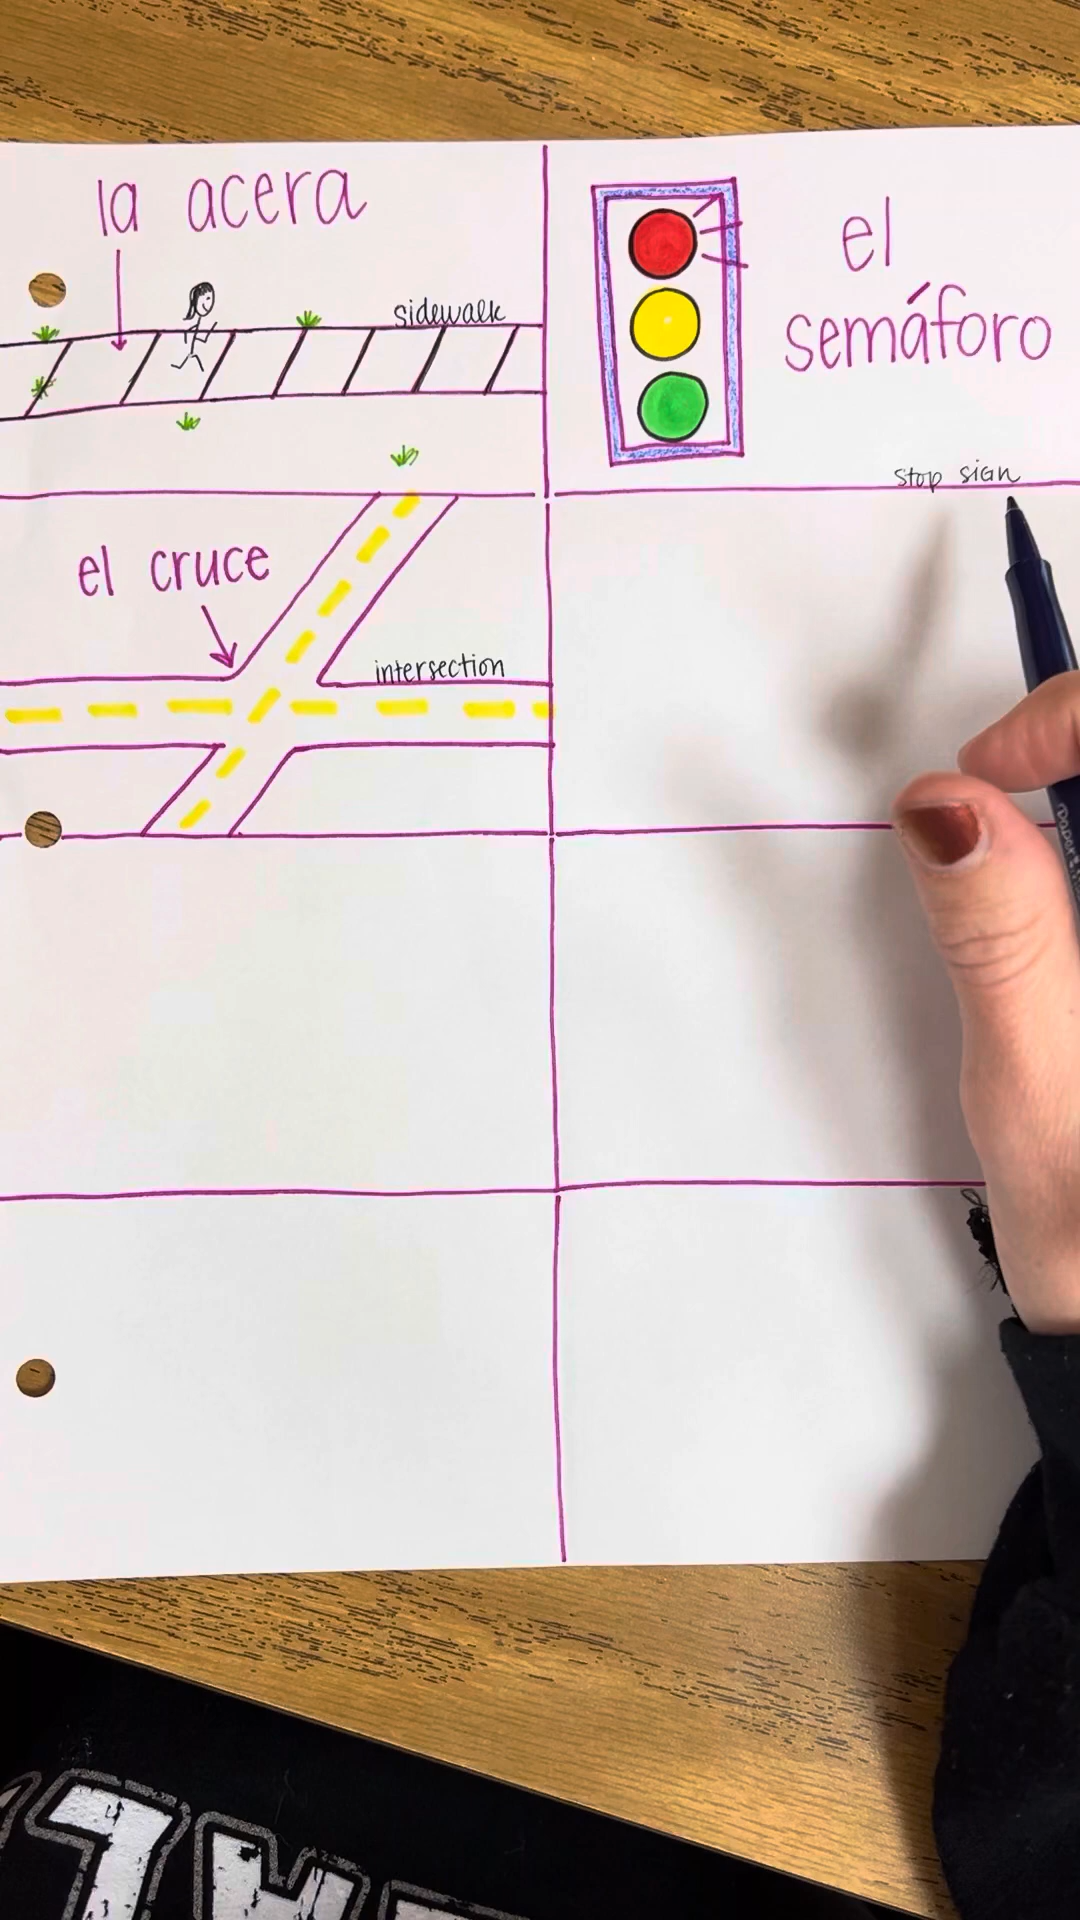 la acera
sidewalk
el
semáforo
stop sign
el cruce
intersection